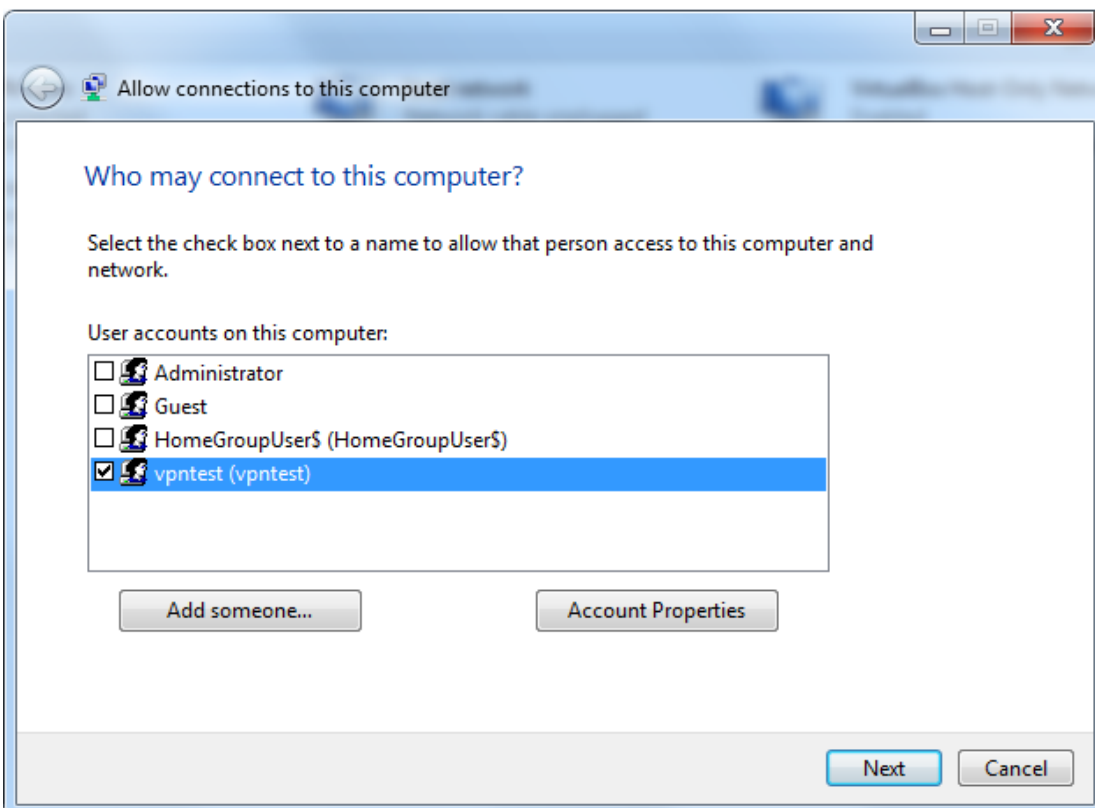 Allow connections to this computer
Who may connect to this computer?
Select the check box next to a name to allow that person access to this computer and
network.
User accounts on this computer:
Administrator
Guest
HomeGroupUser$ (HomeGroupUser$)
vpntest (vpntest)
Add someone...
Account Properties
Next
Cancel